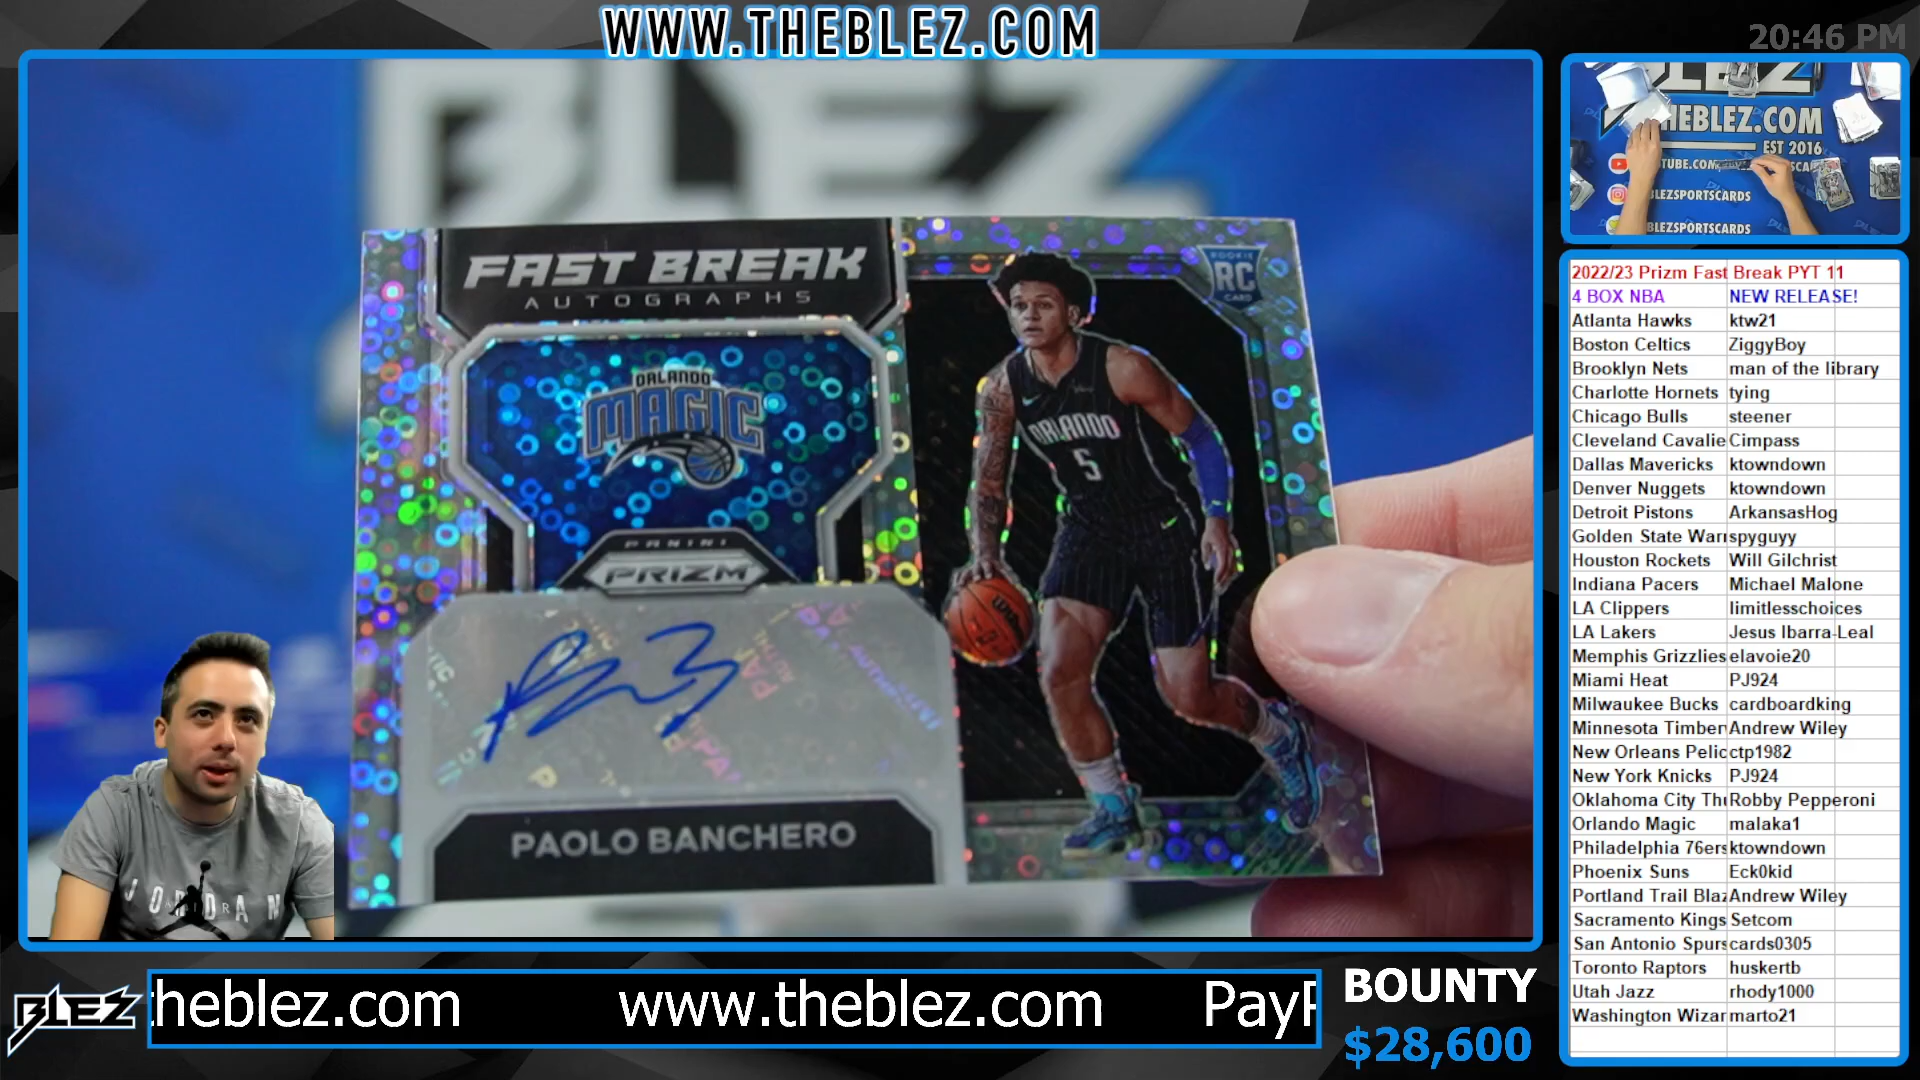 WWW.THEBLEZ.COM
20:46 PM
BLEZ
FAST BREAK
AUTOGRAPHS
ORLANDO
MAGIC
PANINI
PRIZM
PAOLO BANCHERO
ROOKIE
RC
CARD
ORLANDO
5
JORDAN
THEBLEZ.COM
EST 2016
BLEZSPORTSCARDS
BLEZSPORTSCARDS
2022/23 Prizm Fast Break PYT 11
4 BOX NBA NEW RELEASE!
Atlanta Hawks ktw21
Boston Celtics ZiggyBoy
Brooklyn Nets man of the library
Charlotte Hornets tying
Chicago Bulls steener
Cleveland Cavalie Cimpass
Dallas Mavericks ktowndown
Denver Nuggets ktowndown
Detroit Pistons ArkansasHog
Golden State Warr spyguyy
Houston Rockets Will Gilchrist
Indiana Pacers Michael Malone
LA Clippers limitlesschoices
LA Lakers Jesus Ibarra-Leal
Memphis Grizzlies elavoie20
Miami Heat PJ924
Milwaukee Bucks cardboardking
Minnesota Timber Andrew Wiley
New Orleans Pelic ctp1982
New York Knicks PJ924
Oklahoma City Thu Robby Pepperoni
Orlando Magic malaka1
Philadelphia 76ers ktowndown
Phoenix Suns Eck0kid
Portland Trail Blaz Andrew Wiley
Sacramento Kings Setcom
San Antonio Spurs cards0305
Toronto Raptors huskertb
Utah Jazz rhody1000
Washington Wizar marto21
BLEZ
theblez.com www.theblez.com PayP
BOUNTY
$28,600